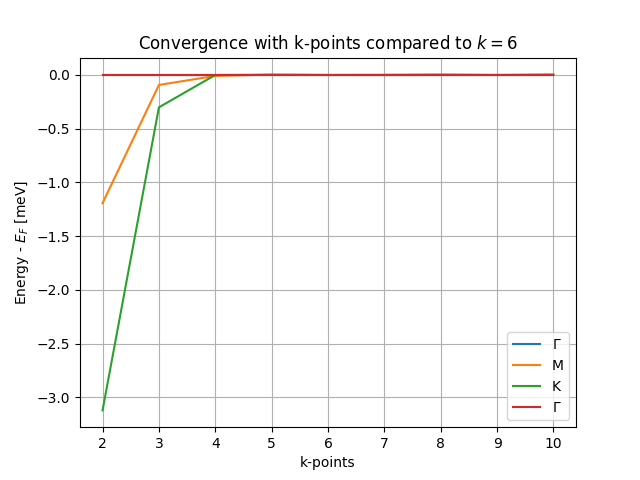 Convergence with k-points compared to k = 6
Energy - E_F [meV]
0.0
−0.5
−1.0
−1.5
−2.0
−2.5
−3.0
2 3 4 5 6 7 8 9 10
k-points
Γ
M
K
Γ